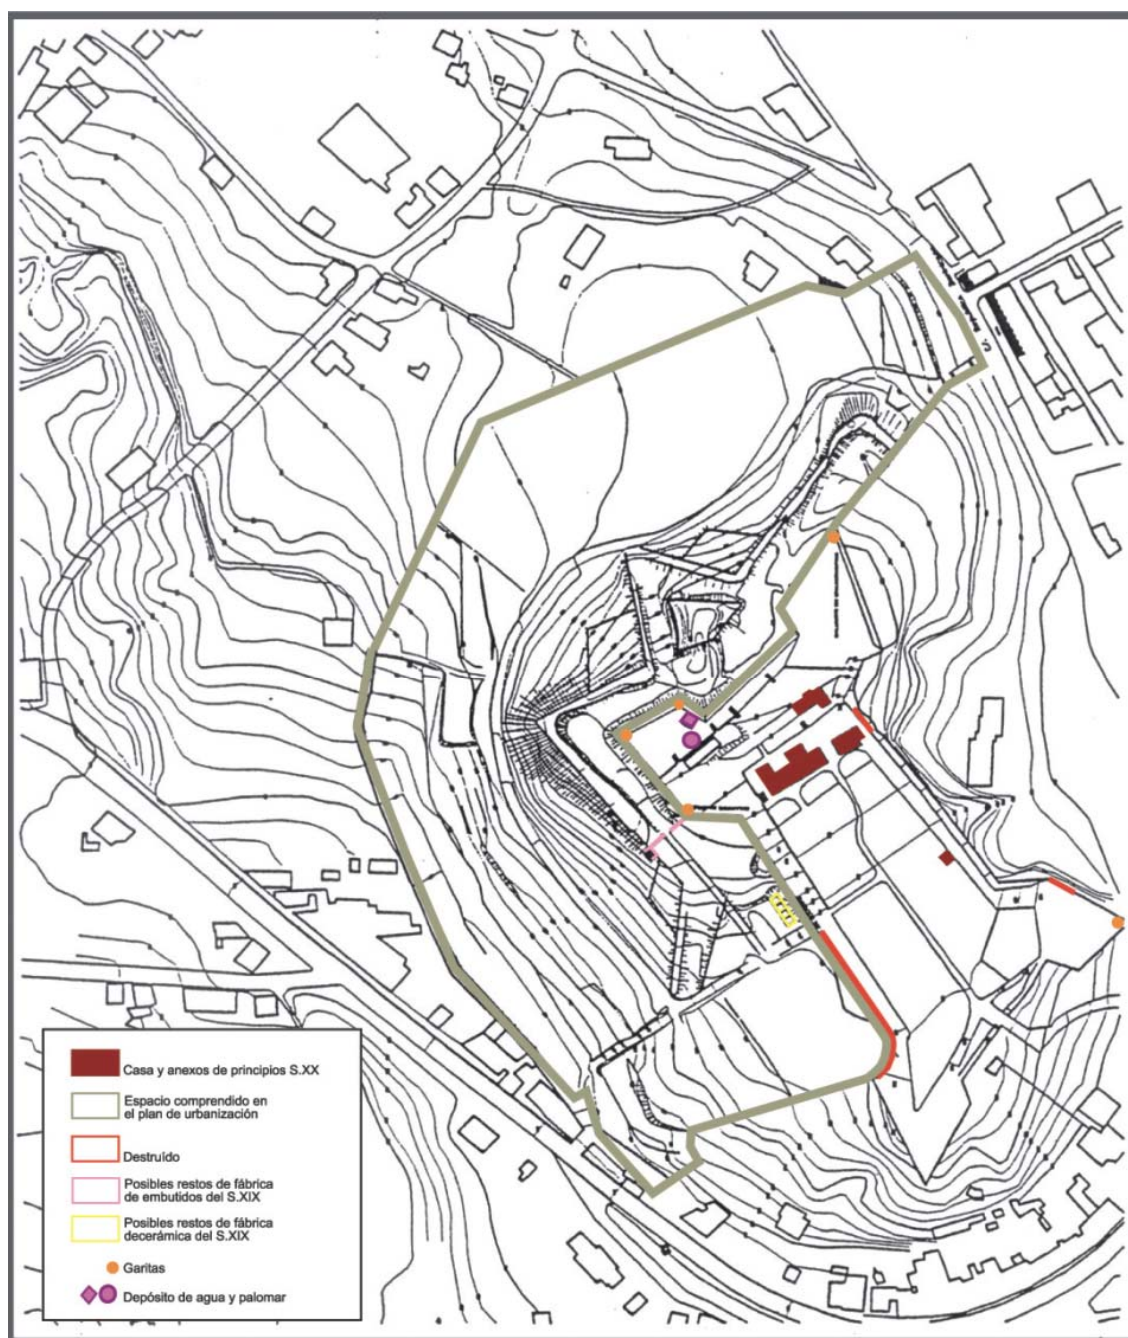 Casa y anexos de principios S.XX
Espacio comprendido en
el plan de urbanización
Destruído
Posibles restos de fábrica
de embutidos del S.XIX
Posibles restos de fábrica
decerámica del S.XIX
Garitas
Depósito de agua y palomar